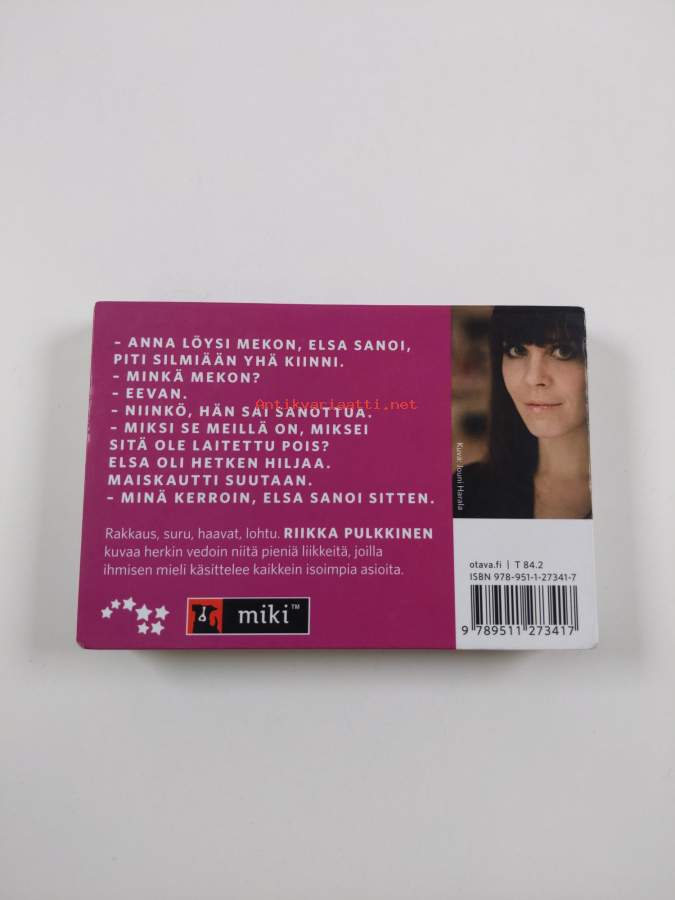 – ANNA LÖYSI MEKON, ELSA SANOI,
PITI SILMIÄÄN YHÄ KIINNI.
– MINKÄ MEKON?
– EEVAN.
Antikvariaatti.net
– NIINKÖ, HÄN SAI SANOTTUA.
– MIKSI SE MEILLÄ ON, MIKSEI
SITÄ OLE LAITETTU POIS?
ELSA OLI HETKEN HILJAA.
MAISKAUTTI SUUTAAN.
– MINÄ KERROIN, ELSA SANOI SITTEN.
Rakkaus, suru, haavat, lohtu. RIIKKA PULKKINEN
kuvaa herkin vedoin niitä pieniä liikkeitä, joilla
ihmisen mieli käsittelee kaikkein isoimpia asioita.
miki™
Kuva: Jouni Harala
otava.fi | T 84.2
ISBN 978-951-1-27341-7
9 789511 273417